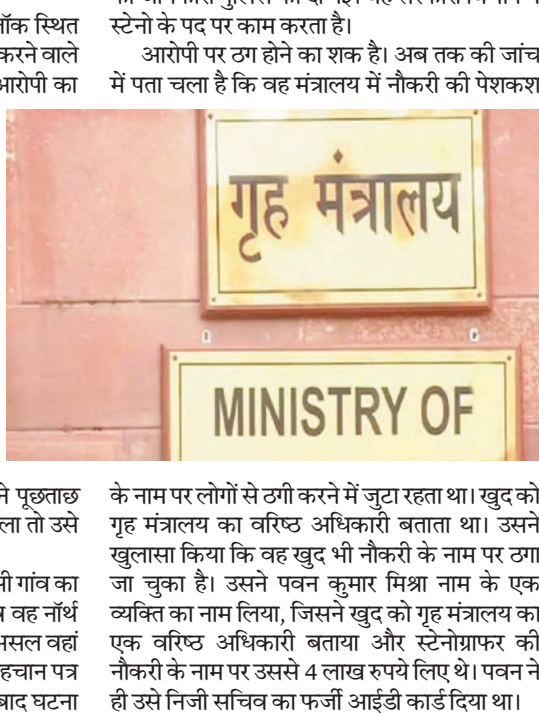 लॉक स्थित
करने वाले
आरोपी का
स्टेनो के पद पर काम करता है।
आरोपी पर ठग होने का शक है। अब तक की जांच
में पता चला है कि वह मंत्रालय में नौकरी की पेशकश
गृह मंत्रालय
MINISTRY OF
ने पूछताछ
ला तो उसे
सी गांव का
वह नॉर्थ
असल वहां
हचान पत्र
बाद घटना
के नाम पर लोगों से ठगी करने में जुटा रहता था। खुद को
गृह मंत्रालय का वरिष्ठ अधिकारी बताता था। उसने
खुलासा किया कि वह खुद भी नौकरी के नाम पर ठगा
जा चुका है। उसने पवन कुमार मिश्रा नाम के एक
व्यक्ति का नाम लिया, जिसने खुद को गृह मंत्रालय का
एक वरिष्ठ अधिकारी बताया और स्टेनोग्राफर की
नौकरी के नाम पर उससे 4 लाख रुपये लिए थे। पवन ने
ही उसे निजी सचिव का फर्जी आईडी कार्ड दिया था।